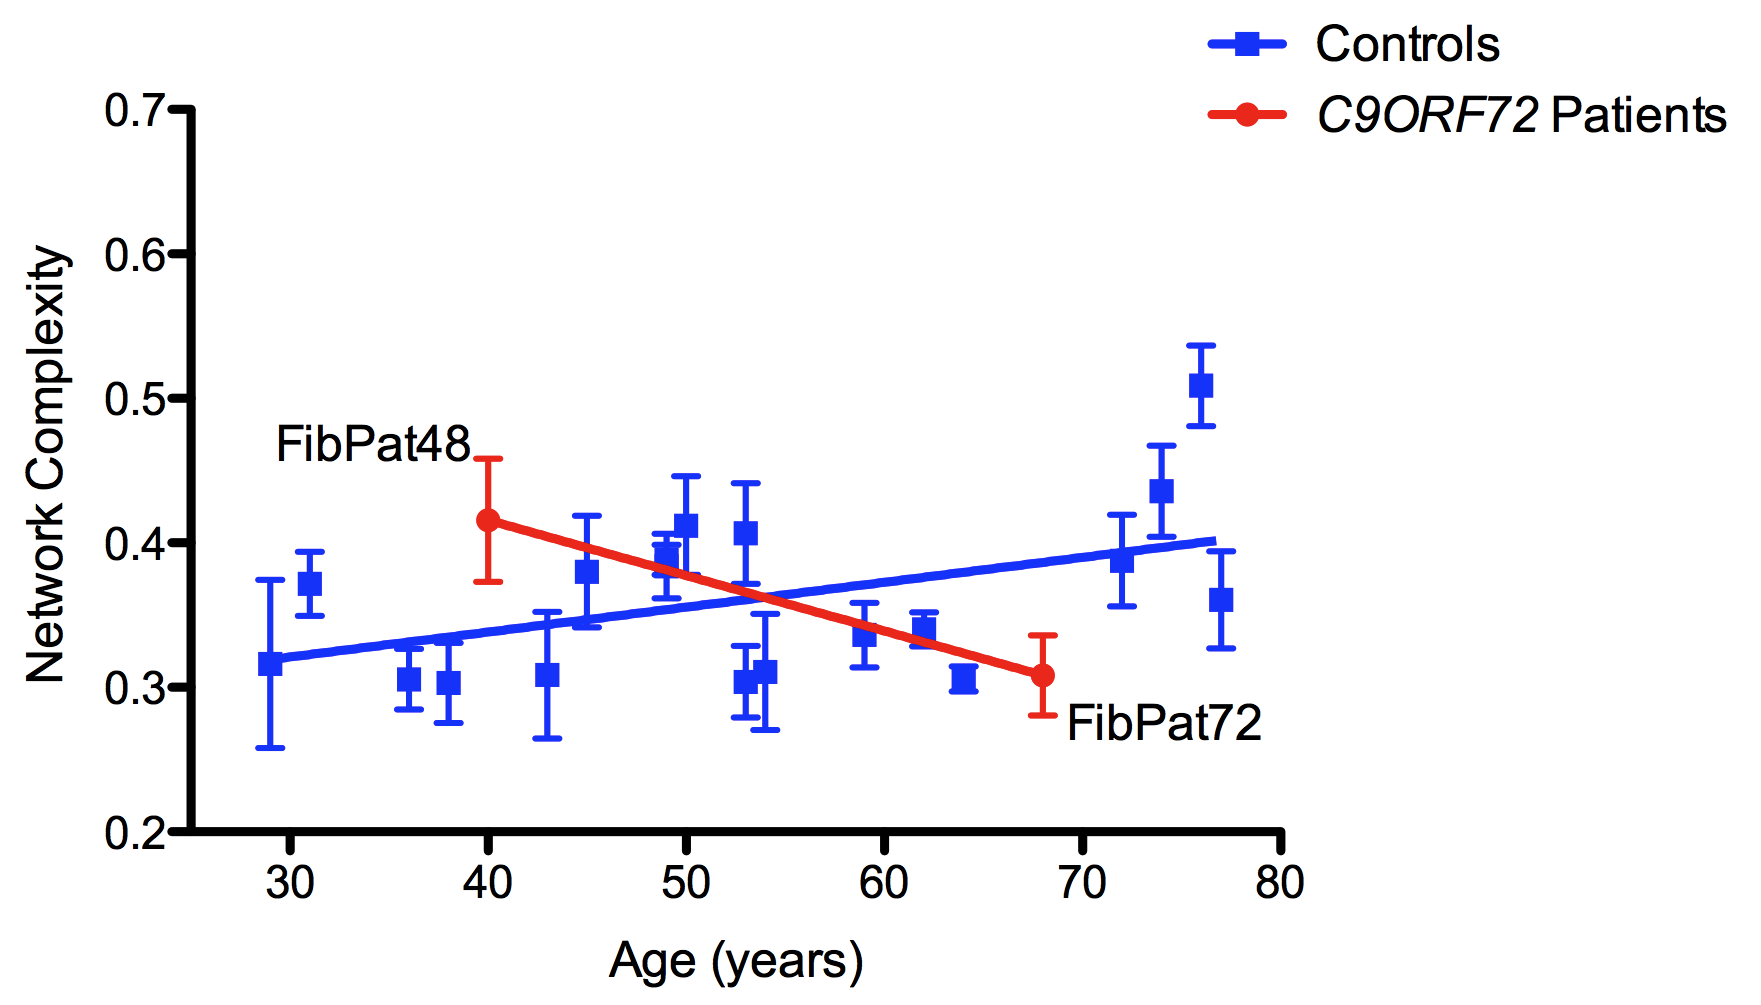 Controls
C9ORF72 Patients
0.7
0.6
0.5
0.4
0.3
0.2
Network Complexity
FibPat48
FibPat72
30 40 50 60 70 80
Age (years)